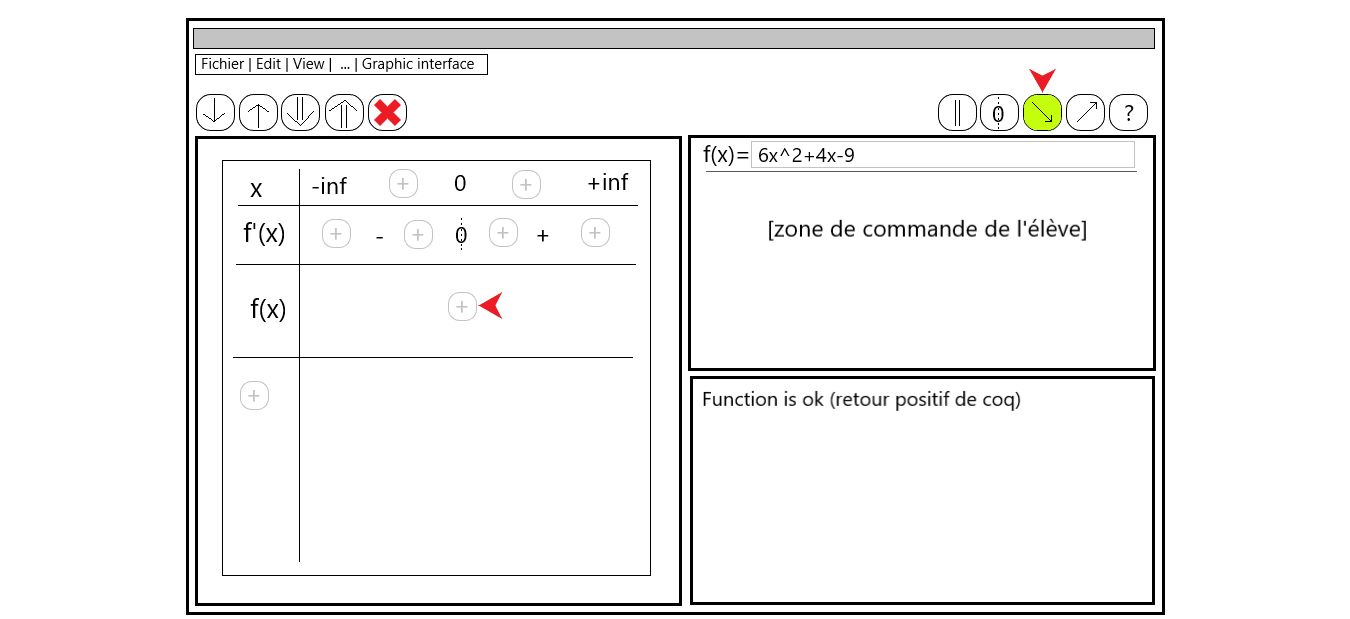 Fichier | Edit | View | ... | Graphic interface
0 ?
f(x)= 6x^2+4x-9
x -inf + 0 + +inf
f'(x) + - + 0 + + +
[zone de commande de l'élève]
f(x) +
+
Function is ok (retour positif de coq)